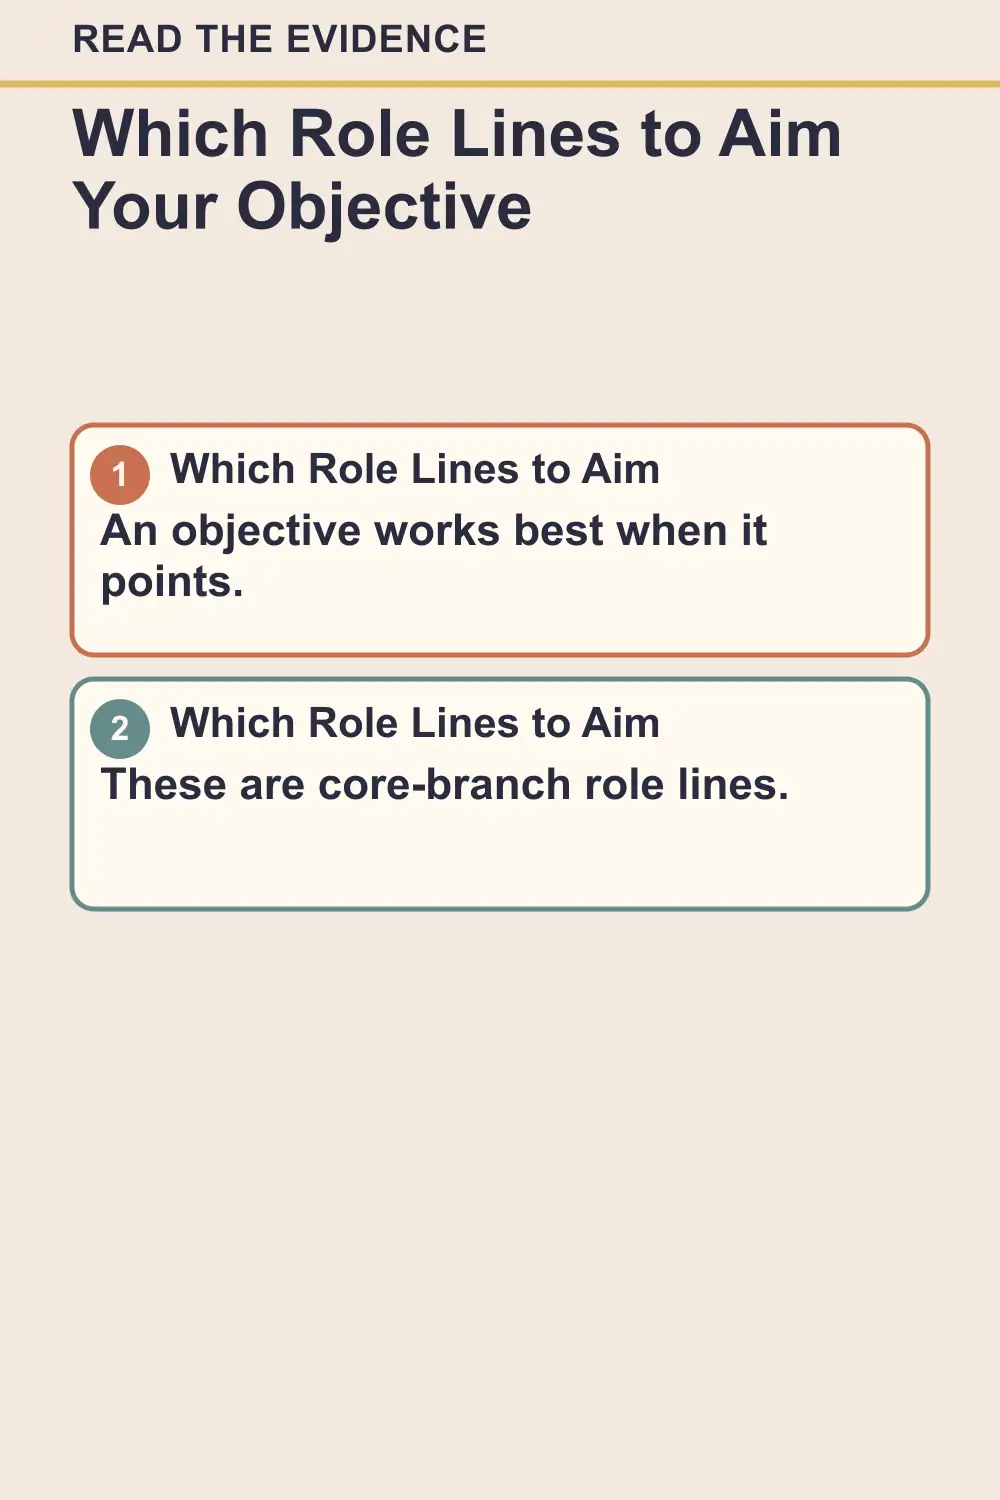 READ THE EVIDENCE
Which Role Lines to Aim
Your Objective
1
Which Role Lines to Aim
An objective works best when it
points.
2
Which Role Lines to Aim
These are core-branch role lines.